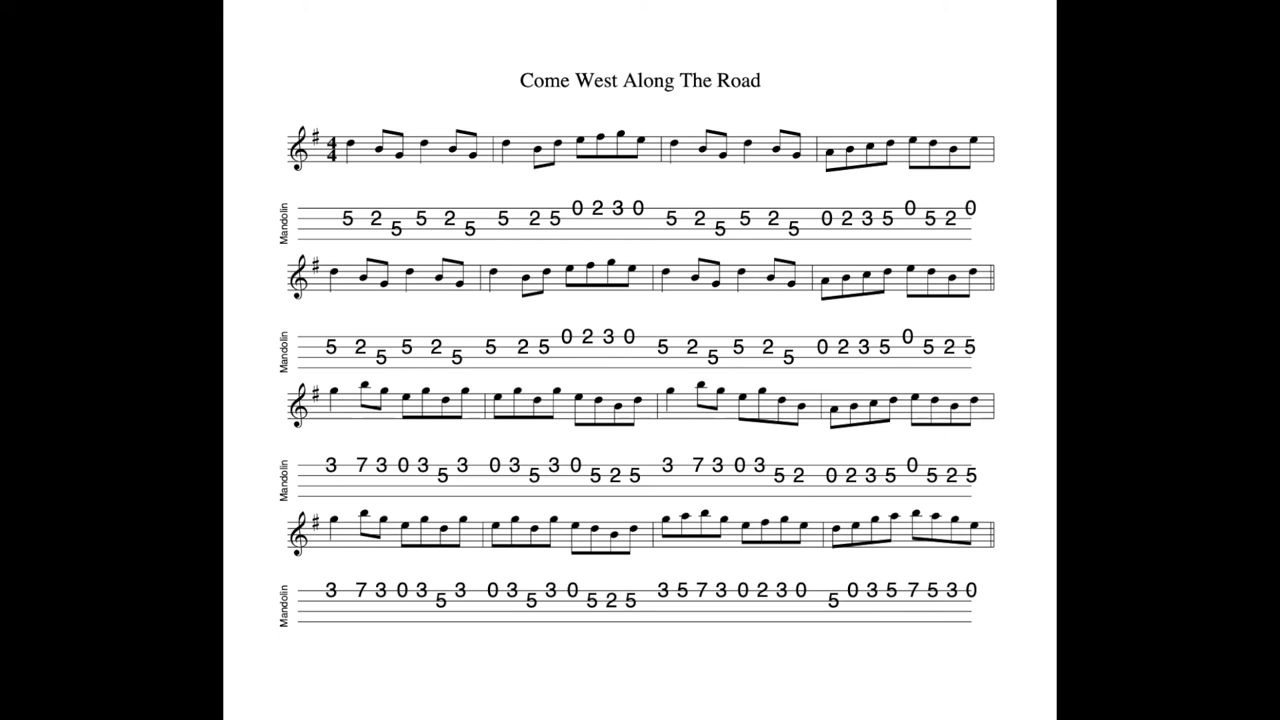 Come West Along The Road
4
4
Mandolin
5 2 5 5 2 5 5 2 5 0 2 3 0 5 2 5 5 2 5 0 2 3 5 0 5 2 0
Mandolin
5 2 5 5 2 5 5 2 5 0 2 3 0 5 2 5 5 2 5 0 2 3 5 0 5 2 5
Mandolin
3 7 3 0 3 5 3 0 3 5 3 0 5 2 5 3 7 3 0 3 5 2 0 2 3 5 0 5 2 5
Mandolin
3 7 3 0 3 5 3 0 3 5 3 0 5 2 5 3 5 7 3 0 2 3 0 5 0 3 5 7 5 3 0